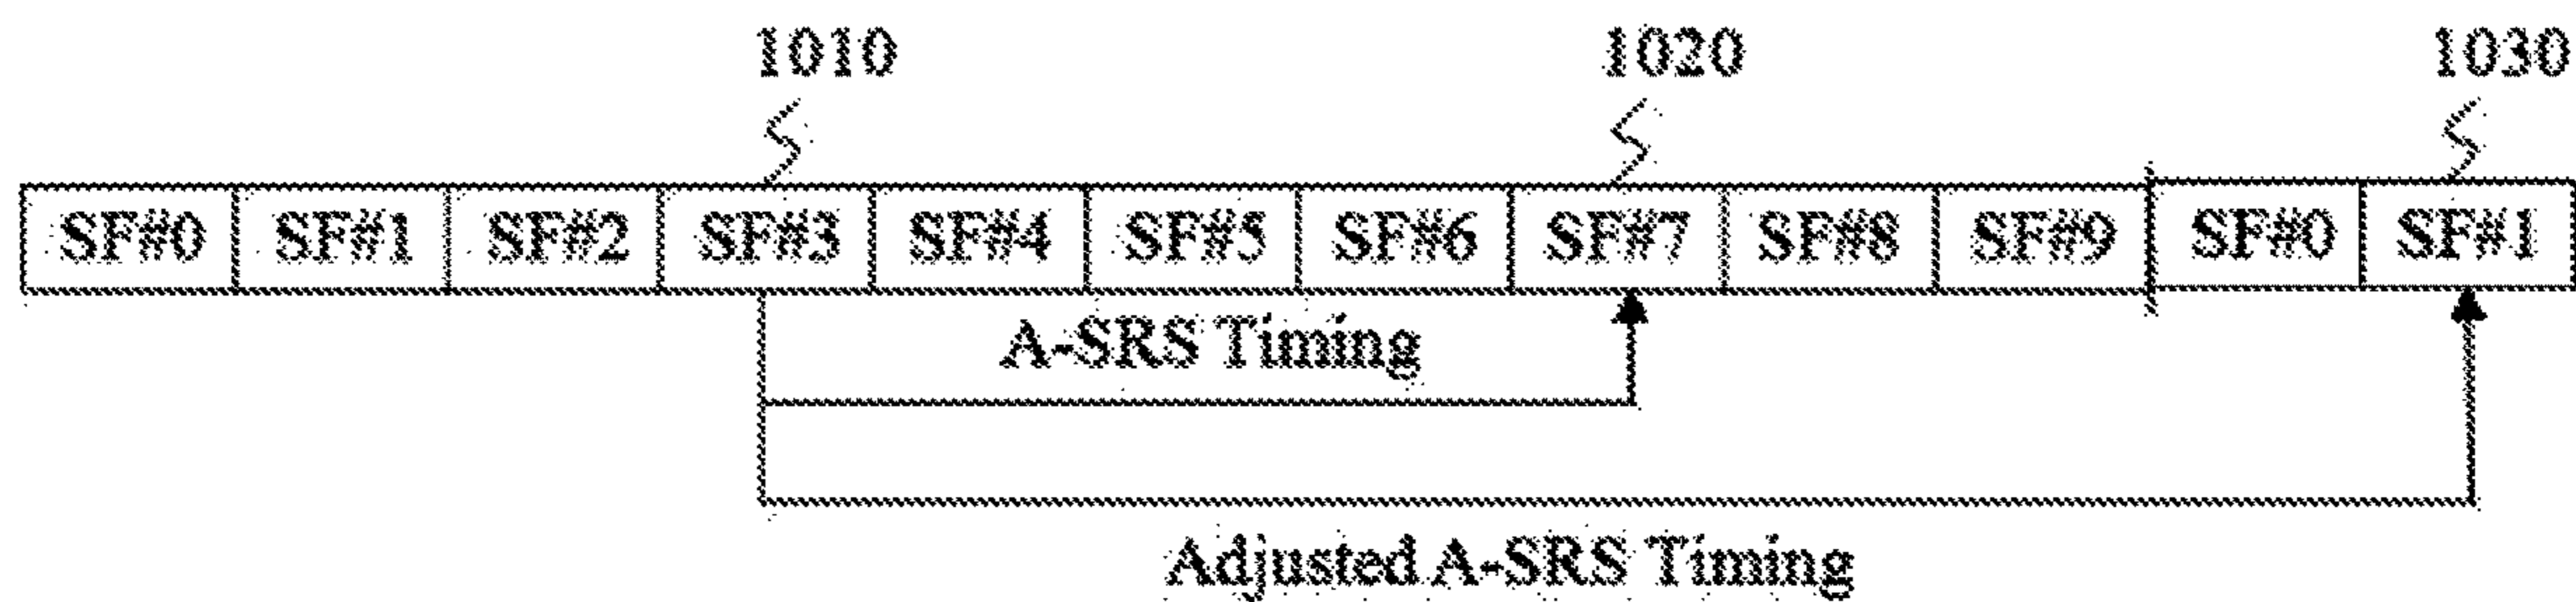 1010 1020 1030
SF#0 SF#1 SF#2 SF#3 SF#4 SF#5 SF#6 SF#7 SF#8 SF#9 SF#0 SF#1
A-SRS Timing
Adjusted A-SRS Timing